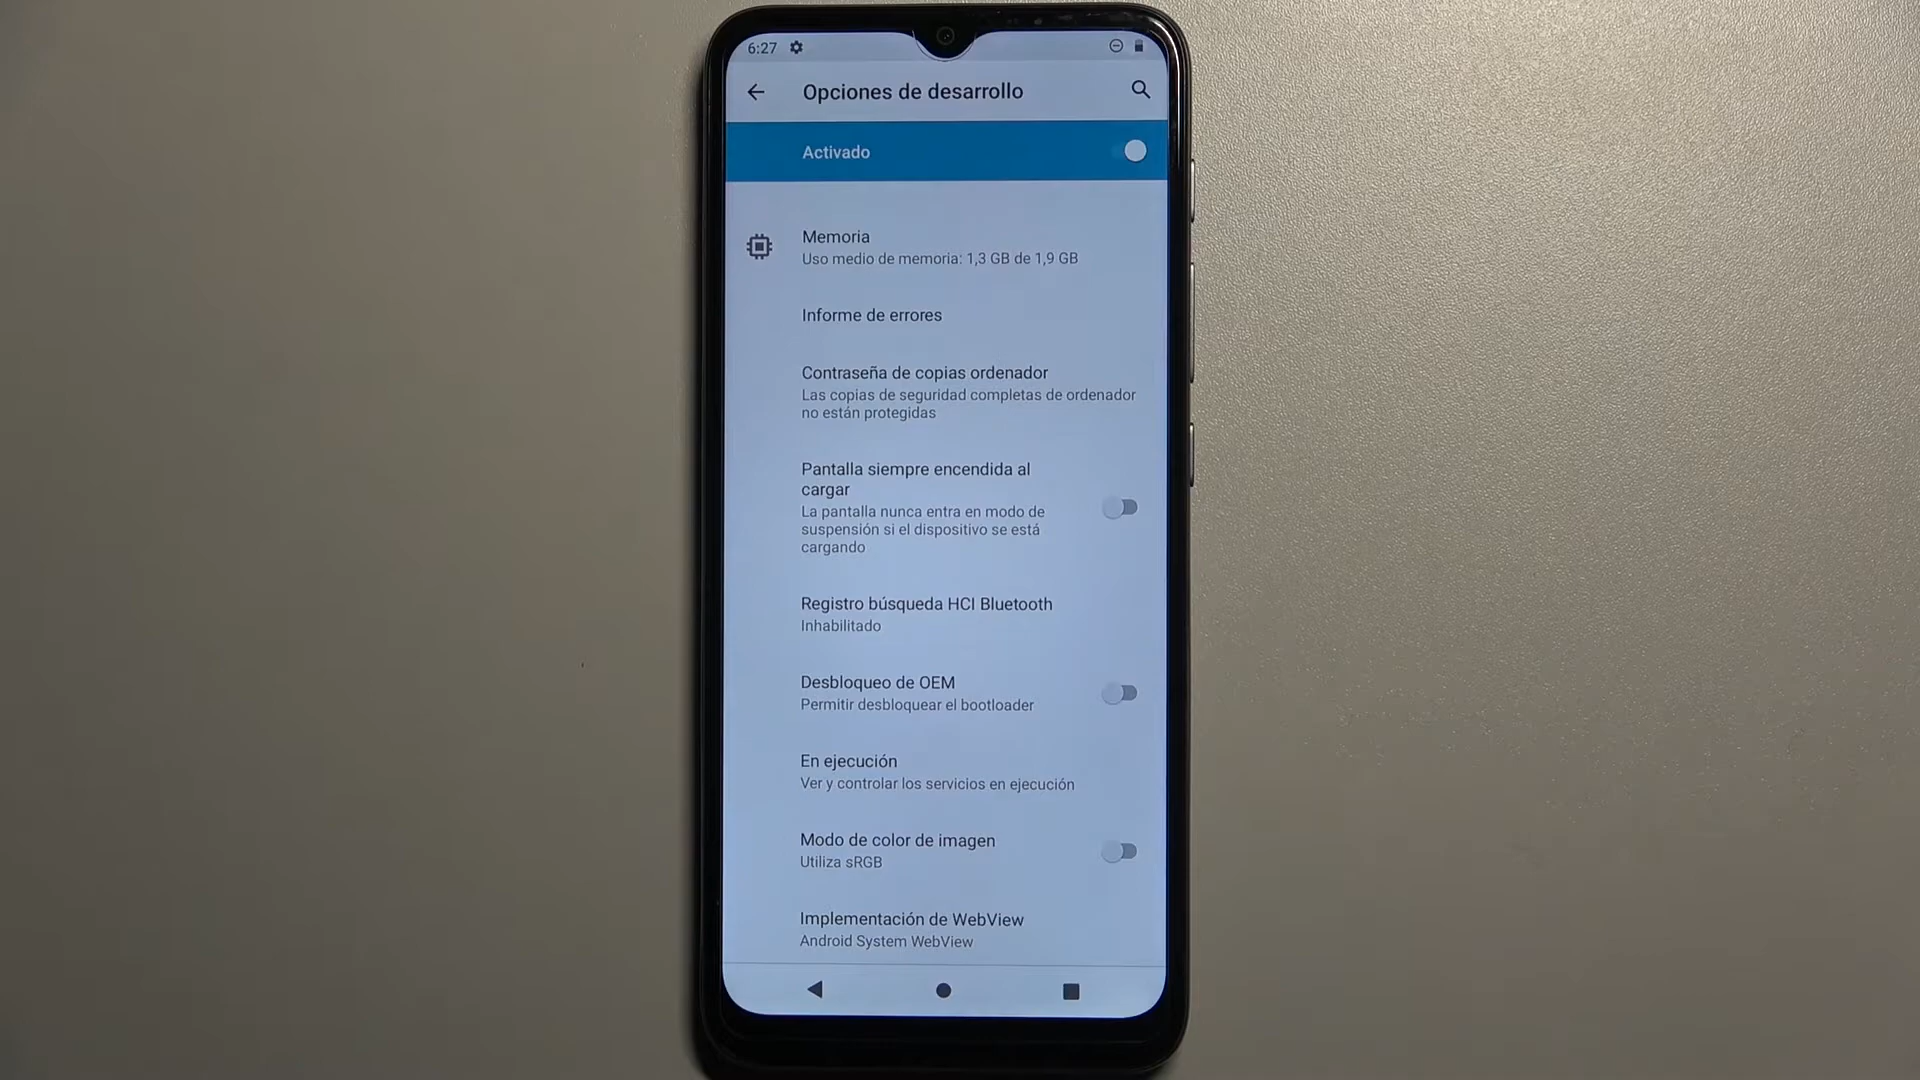 6:27
Opciones de desarrollo
Activado
Memoria
Uso medio de memoria: 1,3 GB de 1,9 GB
Informe de errores
Contraseña de copias ordenador
Las copias de seguridad completas de ordenador
no están protegidas
Pantalla siempre encendida al
cargar
La pantalla nunca entra en modo de
suspensión si el dispositivo se está
cargando
Registro búsqueda HCI Bluetooth
Inhabilitado
Desbloqueo de OEM
Permitir desbloquear el bootloader
En ejecución
Ver y controlar los servicios en ejecución
Modo de color de imagen
Utiliza sRGB
Implementación de WebView
Android System WebView